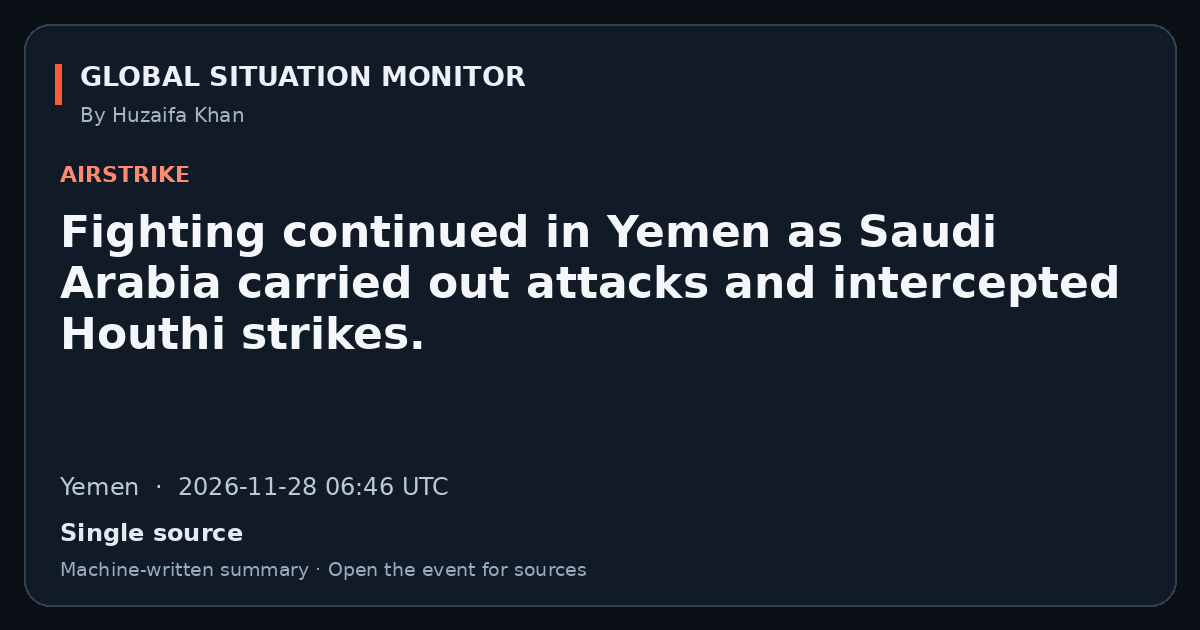 GLOBAL SITUATION MONITOR
By Huzaifa Khan
AIRSTRIKE
Fighting continued in Yemen as Saudi
Arabia carried out attacks and intercepted
Houthi strikes.
Yemen · 2026-11-28 06:46 UTC
Single source
Machine-written summary · Open the event for sources